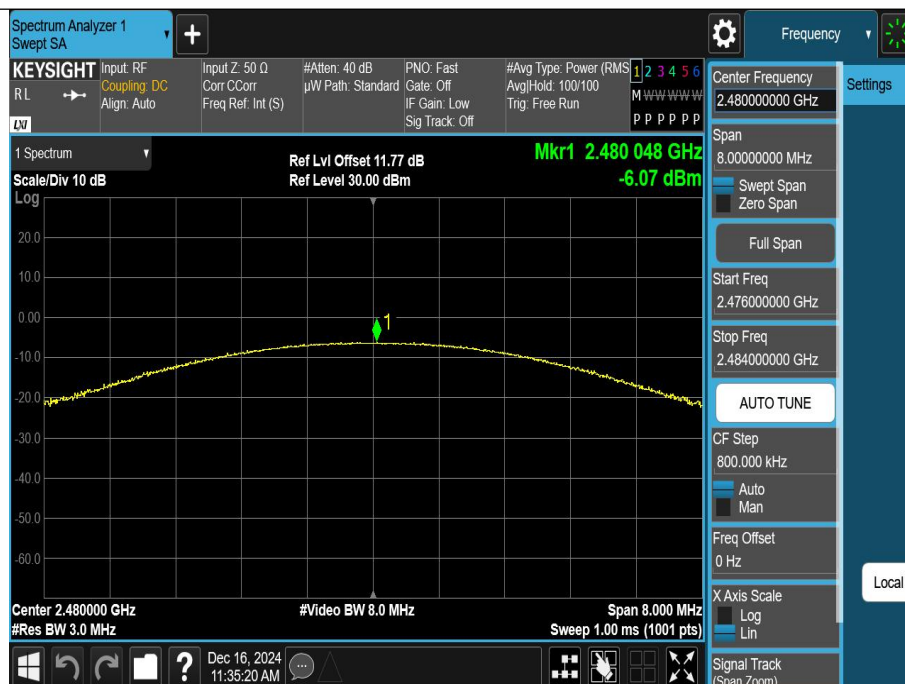 Spectrum Analyzer 1
Swept SA
Frequency
KEYSIGHT
RL
LXI
Input: RF
Coupling: DC
Align: Auto
Input Z: 50 Ω
Corr CCorr
Freq Ref: Int (S)
#Atten: 40 dB
µW Path: Standard
PNO: Fast
Gate: Off
IF Gain: Low
Sig Track: Off
#Avg Type: Power (RMS
Avg|Hold: 100/100
Trig: Free Run
1 2 3 4 5 6
M W W W W W
P P P P P P
Center Frequency
2.480000000 GHz
Settings
Span
8.00000000 MHz
Swept Span
Zero Span
Full Span
Start Freq
2.476000000 GHz
Stop Freq
2.484000000 GHz
AUTO TUNE
CF Step
800.000 kHz
Auto
Man
Freq Offset
0 Hz
X Axis Scale
Log
Lin
Signal Track
(Span Zoom)
Local
1 Spectrum
Scale/Div 10 dB
Ref Lvl Offset 11.77 dB
Ref Level 30.00 dBm
Mkr1 2.480 048 GHz
-6.07 dBm
Log
20.0
10.0
0.00
-10.0
-20.0
-30.0
-40.0
-50.0
-60.0
1
Center 2.480000 GHz
#Res BW 3.0 MHz
#Video BW 8.0 MHz
Span 8.000 MHz
Sweep 1.00 ms (1001 pts)
?
Dec 16, 2024
11:35:20 AM